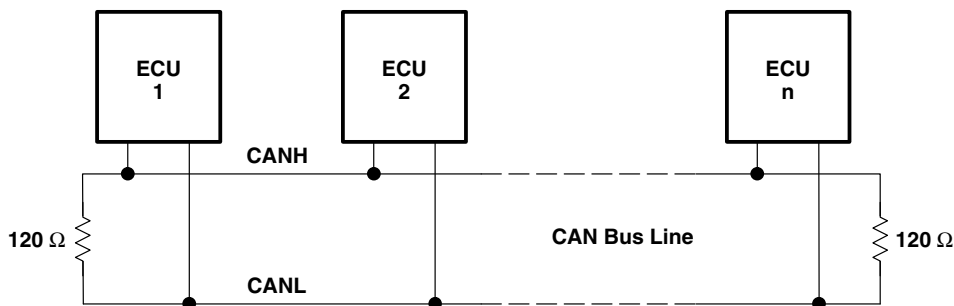 ECU
1
ECU
2
ECU
n
CANH
120 Ω
CAN Bus Line
120 Ω
CANL